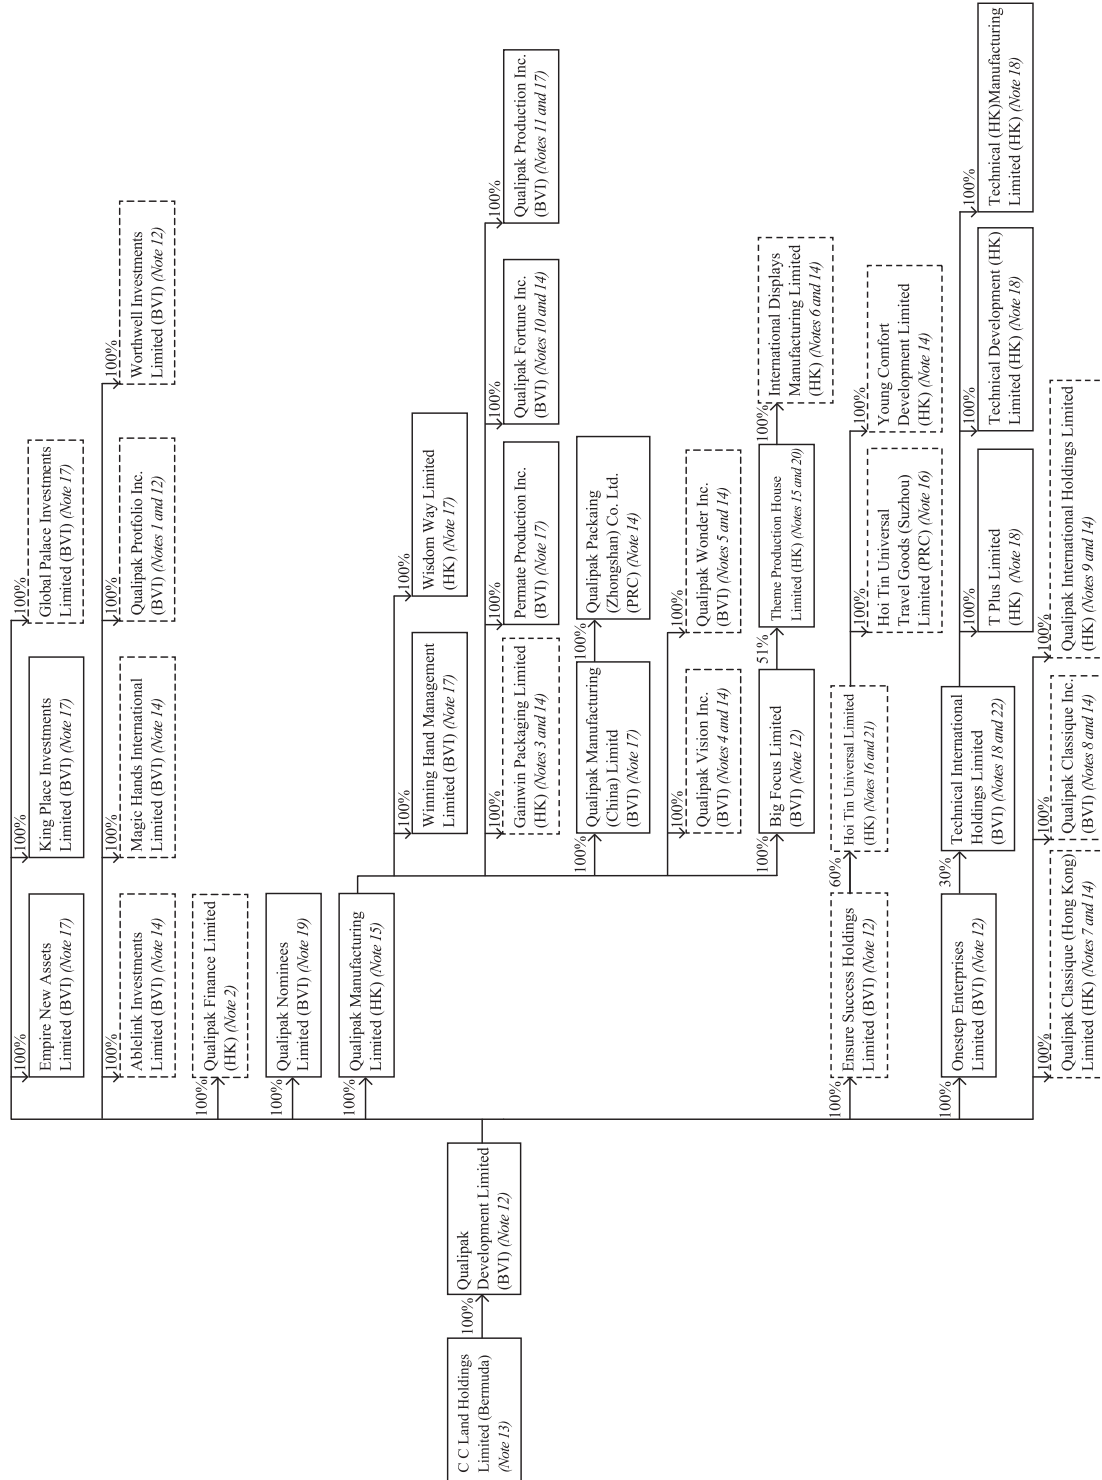 C C Land Holdings
Limited (Bermuda)
(Note 13)
100%
Qualipak
Development Limited
(BVI) (Note 12)
100%
Empire New Assets
Limited (BVI) (Note 17)
100%
King Place Investments
Limited (BVI) (Note 17)
100%
Global Palace Investments
Limited (BVI) (Note 17)
100%
Ablelink Investments
Limited (BVI) (Note 14)
100%
Magic Hands International
Limited (BVI) (Note 14)
100%
Qualipak Protfolio Inc.
(BVI) (Notes 1 and 12)
100%
Worthwell Investments
Limited (BVI) (Note 12)
100%
Qualipak Finance Limited
(HK) (Note 2)
100%
Qualipak Nominees
Limited (BVI) (Note 19)
100%
Qualipak Manufacturing
Limited (HK) (Note 15)
100%
Winning Hand Management
Limited (BVI) (Note 17)
100%
Wisdom Way Limited
(HK) (Note 17)
100%
Gainwin Packaging Limited
(HK) (Notes 3 and 14)
100%
Permate Production Inc.
(BVI) (Note 17)
100%
Qualipak Fortune Inc.
(BVI) (Notes 10 and 14)
100%
Qualipak Production Inc.
(BVI) (Notes 11 and 17)
100%
Qualipak Manufacturing
(China) Limitd
(BVI) (Note 17)
100%
Qualipak Packaing
(Zhongshan) Co. Ltd.
(PRC) (Note 14)
100%
Qualipak Vision Inc.
(BVI) (Notes 4 and 14)
100%
Qualipak Wonder Inc.
(BVI) (Notes 5 and 14)
100%
Big Focus Limited
(BVI) (Note 12)
51%
Theme Production House
Limited (HK) (Notes 15 and 20)
100%
International Displays
Manufacturing Limited
(HK) (Notes 6 and 14)
100%
Ensure Success Holdings
Limited (BVI) (Note 12)
60%
Hoi Tin Universal Limited
(HK) (Notes 16 and 21)
100%
Hoi Tin Universal
Travel Goods (Suzhou)
Limited (PRC) (Note 16)
100%
Young Comfort
Development Limited
(HK) (Note 14)
100%
Onestep Enterprises
Limited (BVI) (Note 12)
30%
Technical International
Holdings Limited
(BVI) (Notes 18 and 22)
100%
T Plus Limited
(HK) (Note 18)
100%
Technical Development (HK)
Limited (HK) (Note 18)
100%
Technical (HK)Manufacturing
Limited (HK) (Note 18)
100%
Qualipak Classique (Hong Kong)
Limited (HK) (Notes 7 and 14)
100%
Qualipak Classique Inc.
(BVI) (Notes 8 and 14)
100%
Qualipak International Holdings Limited
(HK) (Notes 9 and 14)